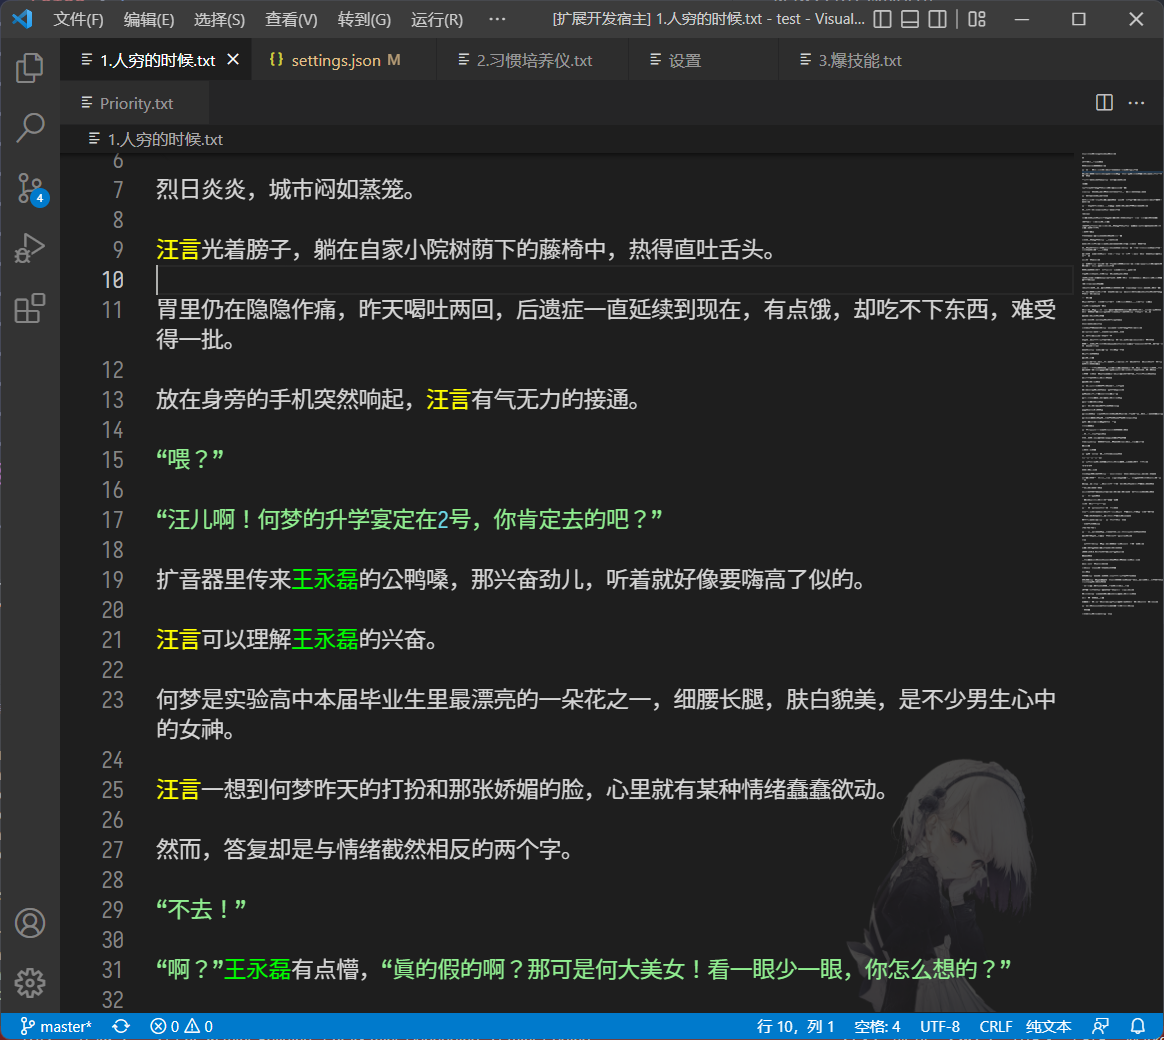 文件(F) 编辑(E) 选择(S) 查看(V) 转到(G) 运行(R) ··· [扩展开发宿主] 1.人穷的时候.txt - test - Visual...
1.人穷的时候.txt {} settings.json M 2.习惯培养仪.txt 设置 3.爆技能.txt
Priority.txt
1.人穷的时候.txt
6
7 烈日炎炎，城市闷如蒸笼。
8
9 汪言光着膀子，躺在自家小院树荫下的藤椅中，热得直吐舌头。
10
11 胃里仍在隐隐作痛，昨天喝吐两回，后遗症一直延续到现在，有点饿，却吃不下东西，难受
得一批。
12
13 放在身旁的手机突然响起，汪言有气无力的接通。
14
15 “喂？”
16
17 “汪儿啊！何梦的升学宴定在2号，你肯定去的吧？”
18
19 扩音器里传来王永磊的公鸭嗓，那兴奋劲儿，听着就好像要嗨高了似的。
20
21 汪言可以理解王永磊的兴奋。
22
23 何梦是实验高中本届毕业生里最漂亮的一朵花之一，细腰长腿，肤白貌美，是不少男生心中
的女神。
24
25 汪言一想到何梦昨天的打扮和那张娇媚的脸，心里就有某种情绪蠢蠢欲动。
26
27 然而，答复却是与情绪截然相反的两个字。
28
29 “不去！”
30
31 “啊？”王永磊有点懵，“真的假的啊？那可是何大美女！看一眼少一眼，你怎么想的？”
32
4
master* 0 0 行 10，列 1 空格: 4 UTF-8 CRLF 纯文本